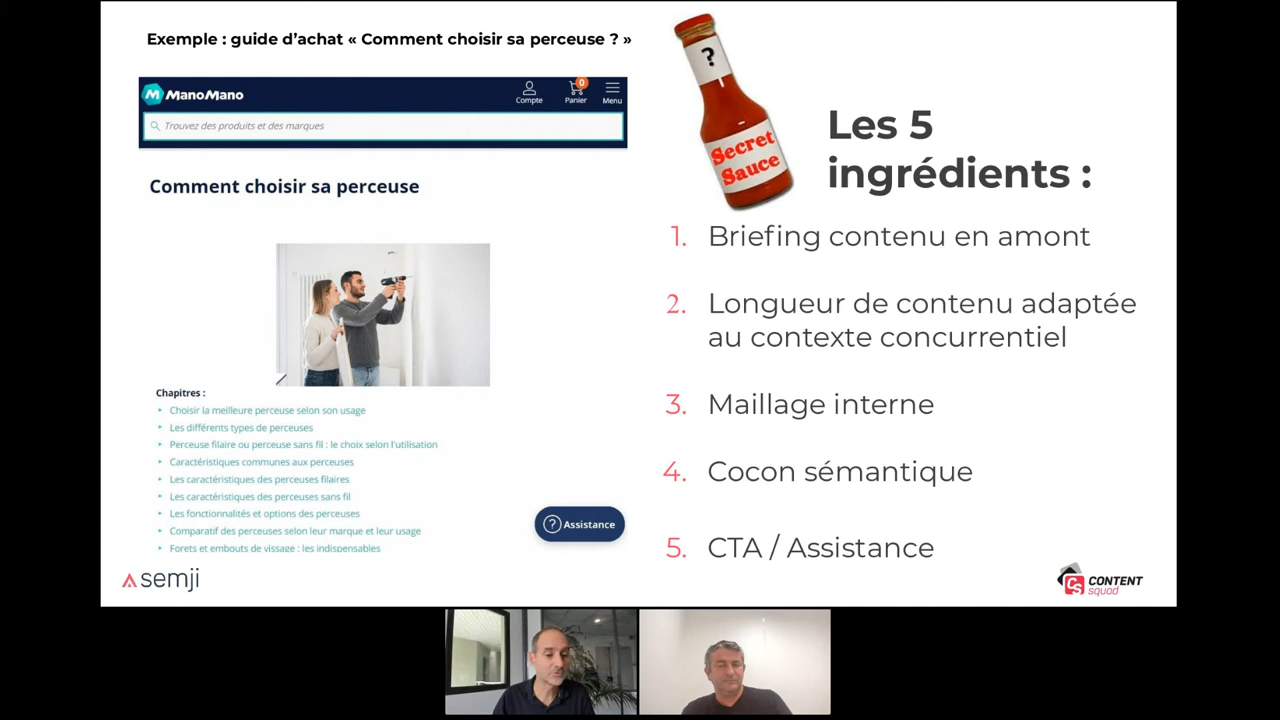 Exemple : guide d’achat « Comment choisir sa perceuse ? »
ManoMano
Compte
0
Panier
Menu
Trouvez des produits et des marques
Comment choisir sa perceuse
Chapitres :
Choisir la meilleure perceuse selon son usage
Les différents types de perceuses
Perceuse filaire ou perceuse sans fil : le choix selon l'utilisation
Caractéristiques communes aux perceuses
Les caractéristiques des perceuses filaires
Les caractéristiques des perceuses sans fil
Les fonctionnalités et options des perceuses
Comparatif des perceuses selon leur marque et leur usage
Forets et embouts de vissage : les indispensables
? Assistance
semji
?
Secret
Sauce
Les 5
ingrédients :
1. Briefing contenu en amont
2. Longueur de contenu adaptée
au contexte concurrentiel
3. Maillage interne
4. Cocon sémantique
5. CTA / Assistance
CS
CONTENT
squad